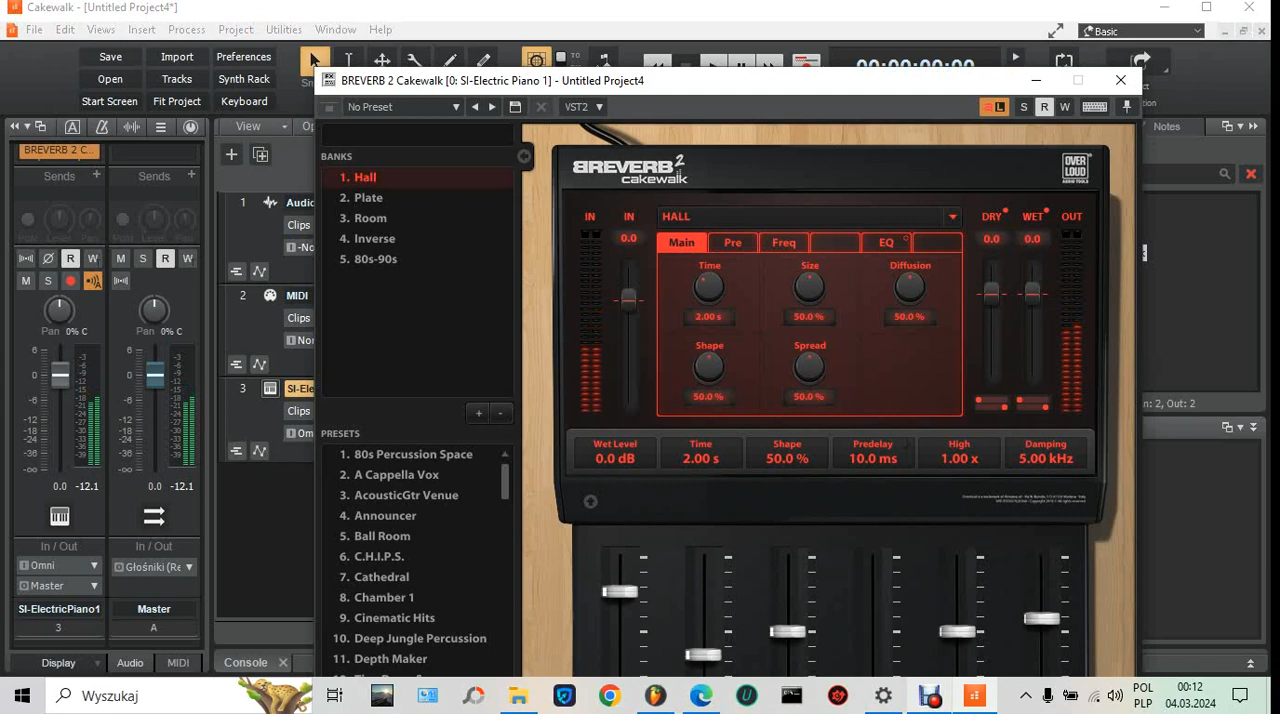 Cakewalk - [Untitled Project4*]
File Edit Views Insert Process Project Utilities Window Help
Basic
Save Import Preferences
Open Tracks Synth Rack
Start Screen Fit Project Keyboard
BREVERB 2 Cakewalk [0: SI-Electric Piano 1] - Untitled Project4
No Preset VST2 S R W
View
Notes
BREVERB 2 C...
Sends Sends
BANKS
1. Hall
2. Plate
3. Room
4. Inverse
5. 80s-90s
PRESETS
1. 80s Percussion Space
2. A Cappella Vox
3. AcousticGtr Venue
4. Announcer
5. Ball Room
6. C.H.I.P.S.
7. Cathedral
8. Chamber 1
9. Cinematic Hits
10. Deep Jungle Percussion
11. Depth Maker
BREVERB 2
cakewalk
OVER LOUD
AUDIO TOOLS
IN IN HALL DRY WET OUT
0.0 Main Pre Freq EQ 0.0 0.0
Time Size Diffusion
2.00 s 50.0 % 50.0 %
Shape Spread
50.0 % 50.0 %
Wet Level Time Shape Predelay High Damping
0.0 dB 2.00 s 50.0 % 10.0 ms 1.00 x 5.00 kHz
1 Audio
Clips
2 MIDI
Clips
3 SI-Ele
Clips
R W M S R W
M S
Pan 0% C Pan 0% C
0.0 -12.1 0.0 -12.1
In / Out In / Out
Omni Głośniki (Re
Master
SI-ElectricPiano1 Master
3 A
Display Audio MIDI Console
n: 2, Out: 2
Wyszukaj
POL 00:12
PLP 04.03.2024